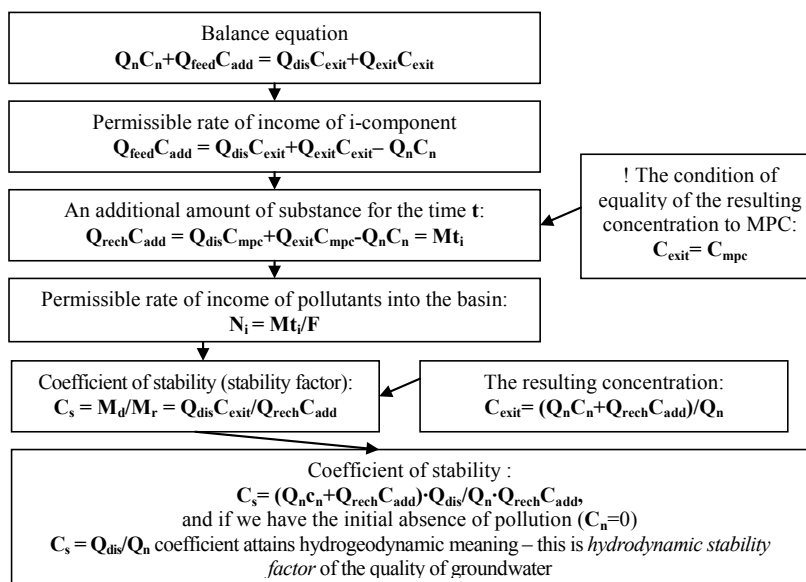 Balance equation
QnCn+QfeedCadd = QdisCexit+QexitCexit
Permissible rate of income of i-component
QfeedCadd = QdisCexit+QexitCexit– QnCn
! The condition of
equality of the resulting
concentration to MPC:
Cexit= Cmpc
An additional amount of substance for the time t:
QrechCadd = QdisCmpc+QexitCmpc-QnCn = Mti
Permissible rate of income of pollutants into the basin:
Ni = Mti/F
Coefficient of stability (stability factor):
Cs = Md/Mr = QdisCexit/QrechCadd
The resulting concentration:
Cexit= (QnCn+QrechCadd)/Qn
Coefficient of stability :
Cs= (Qncn+QrechCadd)·Qdis/Qn·QrechCadd,
and if we have the initial absence of pollution (Cn=0)
Cs = Qdis/Qn coefficient attains hydrogeodynamic meaning – this is hydrodynamic stability
factor of the quality of groundwater